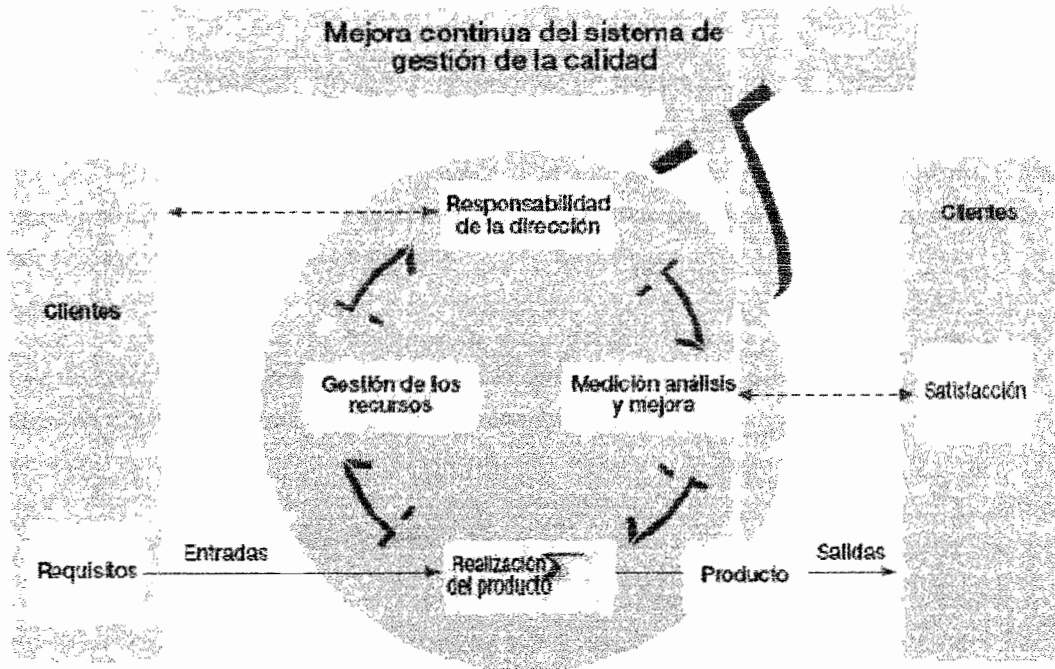 Mejora continua del sistema de
gestión de la calidad
Responsabilidad
de la dirección
Clientes
Clientes
Gestión de los
recursos
Medición análisis
y mejora
Satisfacción
Requisitos
Entradas
Realización
del producto
Producto
Salidas